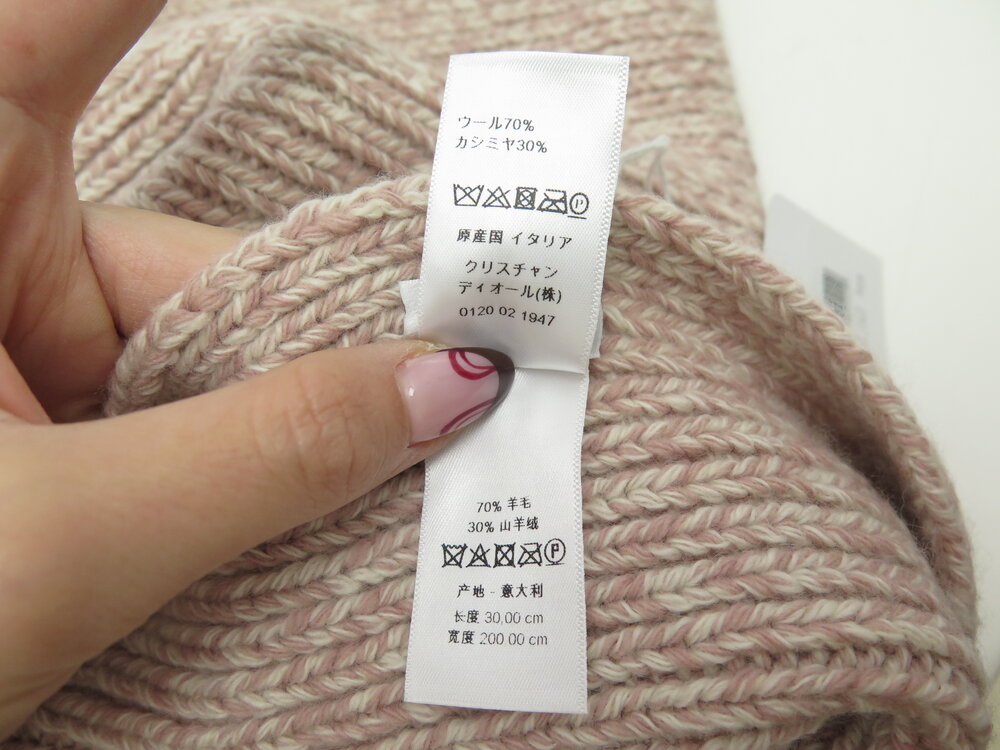 ウール70%
カシミヤ30%
原産国 イタリア
クリスチャン
ディオール(株)
0120 02 1947
70% 羊毛
30% 山羊绒
产地 - 意大利
长度 30,00 cm
宽度 200 00 cm